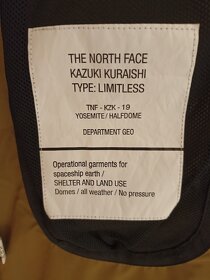 THE NORTH FACE
KAZUKI KURAISHI
TYPE: LIMITLESS
TNF - KZK - 19
YOSEMITE / HALFDOME
DEPARTMENT GEO
Operational garments for
spaceship earth /
SHELTER AND LAND USE
Domes / all weather / No pressure